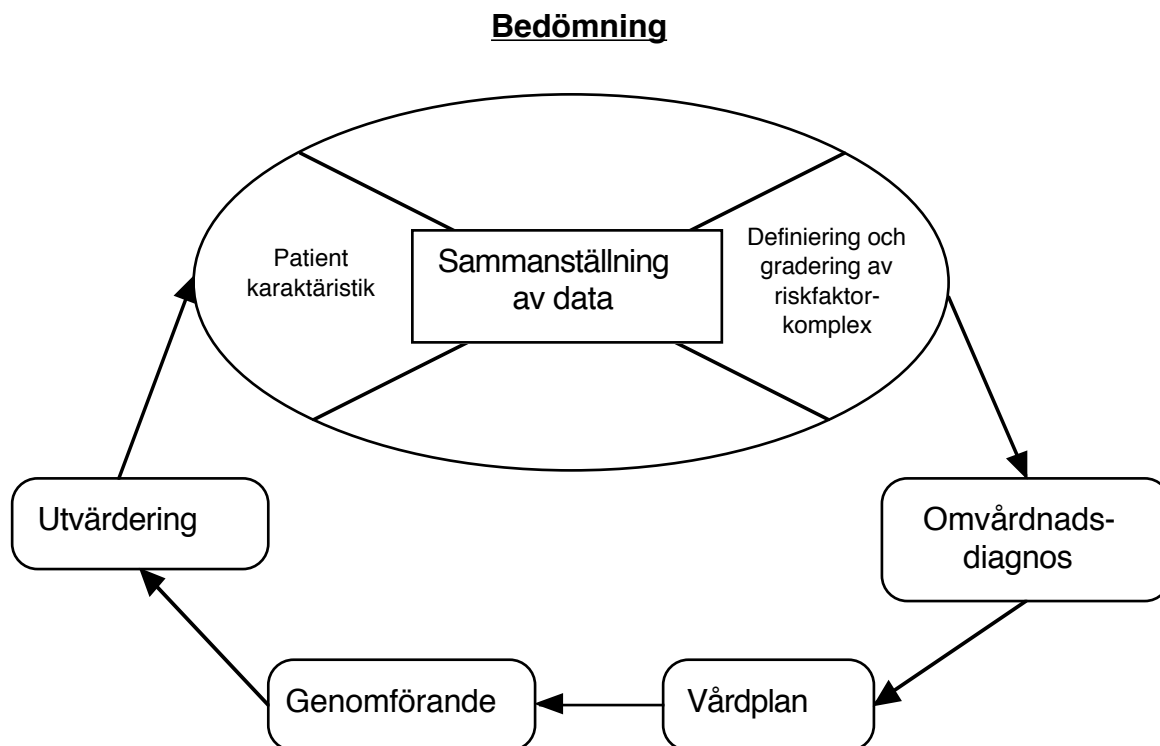 Bedömning
Patient
karaktäristik
Sammanställning
av data
Definiering och
gradering av
riskfaktor-
komplex
Utvärdering
Omvårdnads-
diagnos
Genomförande
Vårdplan